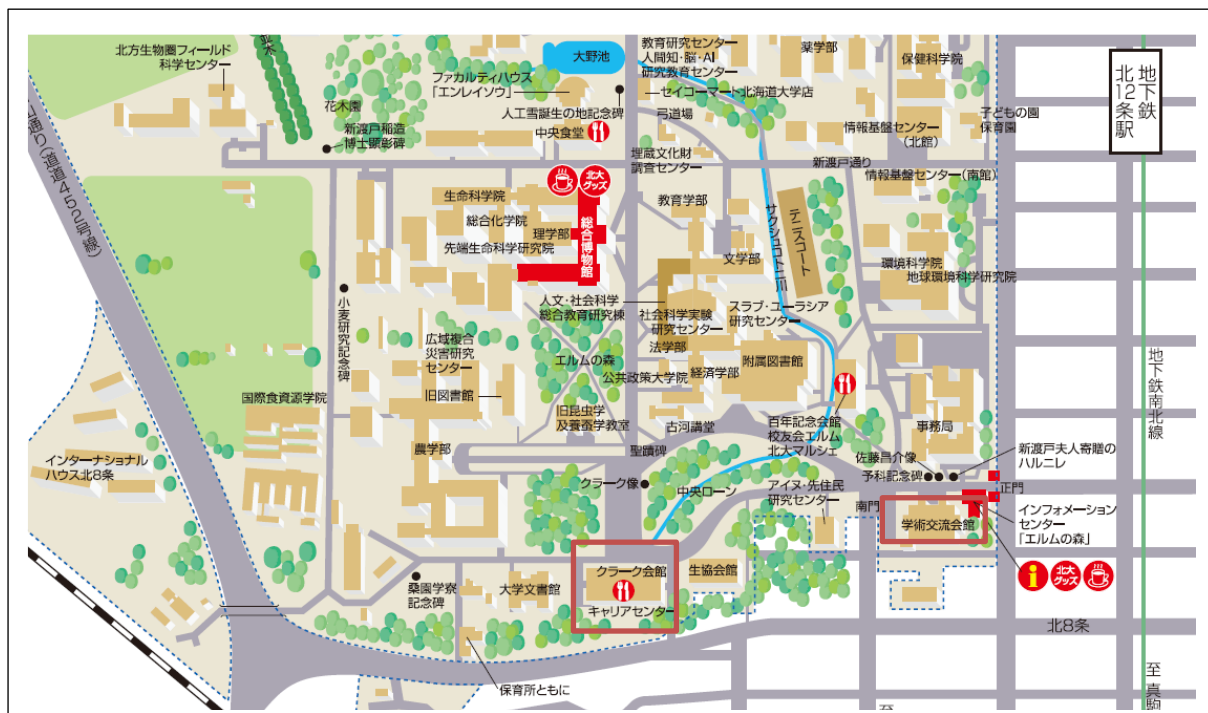 北方生物圏フィールド
科学センター
並木
花木園
新渡戸稲造
博士顕彰碑
大野池
ファカルティハウス
「エンレイソウ」
人工雪誕生の地記念碑
中央食堂
教育研究センター
人間知・脳・AI
研究教育センター
セイコーマート北海道大学店
弓道場
埋蔵文化財
調査センター
薬学部
保健科学院
情報基盤センター
(北館)
子どもの園
保育園
新渡戸通り
情報基盤センター(南館)
地下鉄
北12条駅
通り(道道452号線)
北大
グッズ
生命科学院
総合化学院
理学部
先端生命科学研究院
総合博物館
教育学部
文学部
サクシュコトニ川
テニスコート
環境科学院
地球環境科学研究院
小麦研究記念碑
人文・社会科学
総合教育研究棟
社会科学実験
研究センター
スラブ・ユーラシア
研究センター
広域複合
災害研究
センター
エルムの森
法学部
公共政策大学院
経済学部
附属図書館
地下鉄南北線
国際食資源学院
旧図書館
旧昆虫学
及養蚕学教室
古河講堂
百年記念会館
校友会エルム
北大マルシェ
事務局
農学部
聖蹟碑
佐藤昌介像
予科記念碑
新渡戸夫人寄贈の
ハルニレ
インターナショナル
ハウス北8条
クラーク像
中央ローン
アイヌ・先住民
研究センター
南門
正門
学術交流会館
インフォメーション
センター
「エルムの森」
i
北大
グッズ
クラーク会館
キャリアセンター
生協会館
大学文書館
桑園学寮
記念碑
北8条
保育所ともに
至 真駒
至